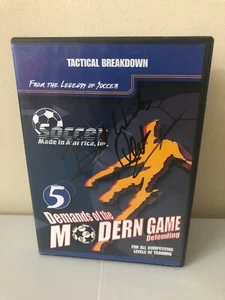 TACTICAL BREAKDOWN
FROM THE LEGENDS OF SOCCER
SOCCER
Made In America, Inc.
5
Demands of the
MODERN GAME
Defending
FOR ALL COMPETITIVE
LEVELS OF TRAINING